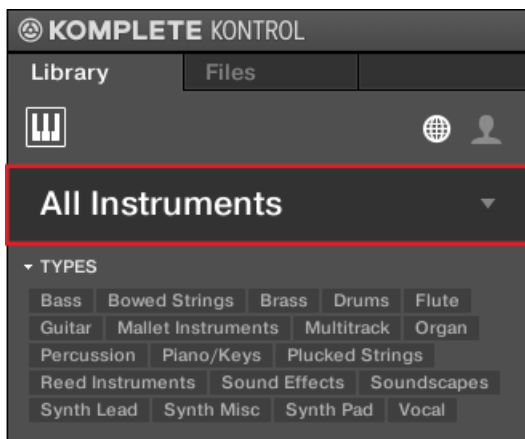 KOMPLETE KONTROL
Library Files
All Instruments
TYPES
Bass Bowed Strings Brass Drums Flute
Guitar Mallet Instruments Multitrack Organ
Percussion Piano/Keys Plucked Strings
Reed Instruments Sound Effects Soundscapes
Synth Lead Synth Misc Synth Pad Vocal